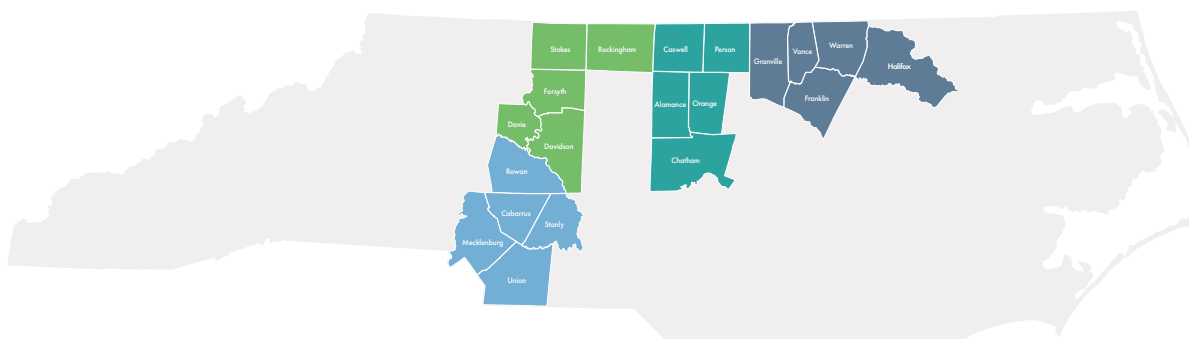 Stokes
Rockingham
Caswell
Person
Granville
Vance
Warren
Halifax
Forsyth
Franklin
Alamance
Orange
Davie
Davidson
Chatham
Rowan
Cabarrus
Stanly
Mecklenburg
Union